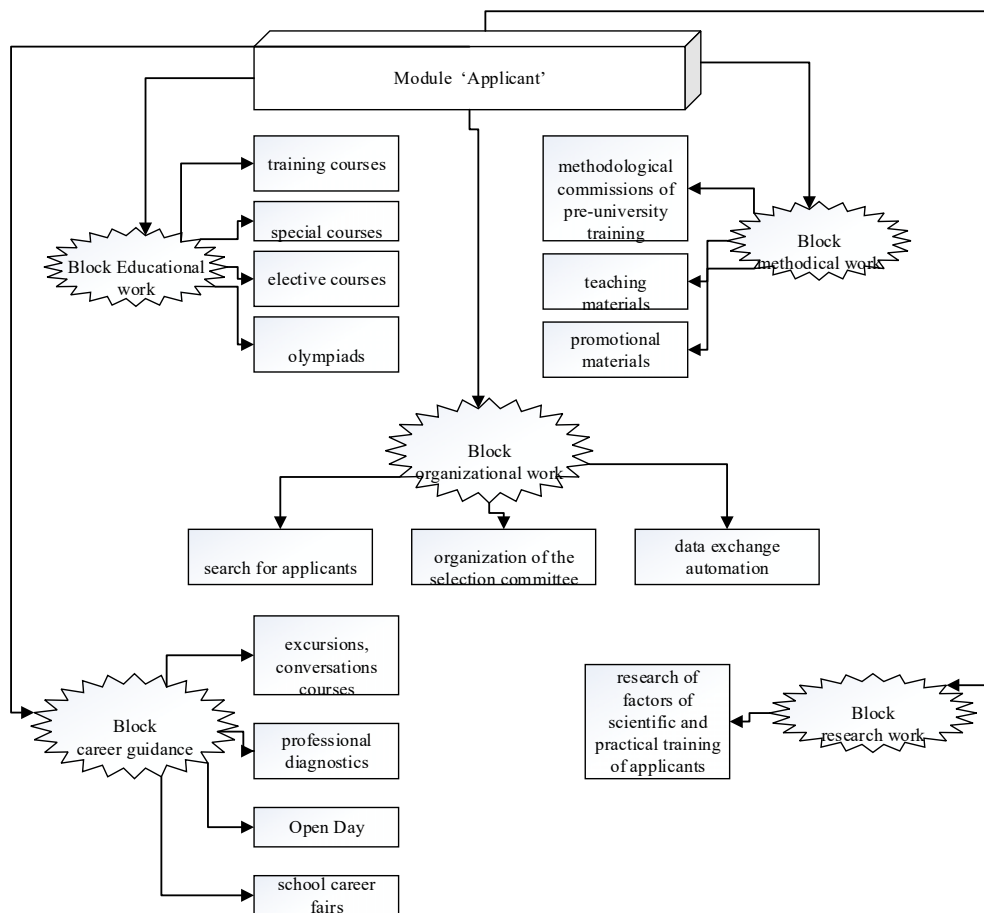 Module ‘Applicant’
training courses
special courses
elective courses
olympiads
Block Educational
work
methodological
commissions of
pre-university
training
teaching
materials
promotional
materials
Block
methodical work
Block
organizational work
search for applicants
organization of the
selection committee
data exchange
automation
excursions,
conversations
courses
professional
diagnostics
Open Day
school career
fairs
Block
career guidance
research of
factors of
scientific and
practical training
of applicants
Block
research work